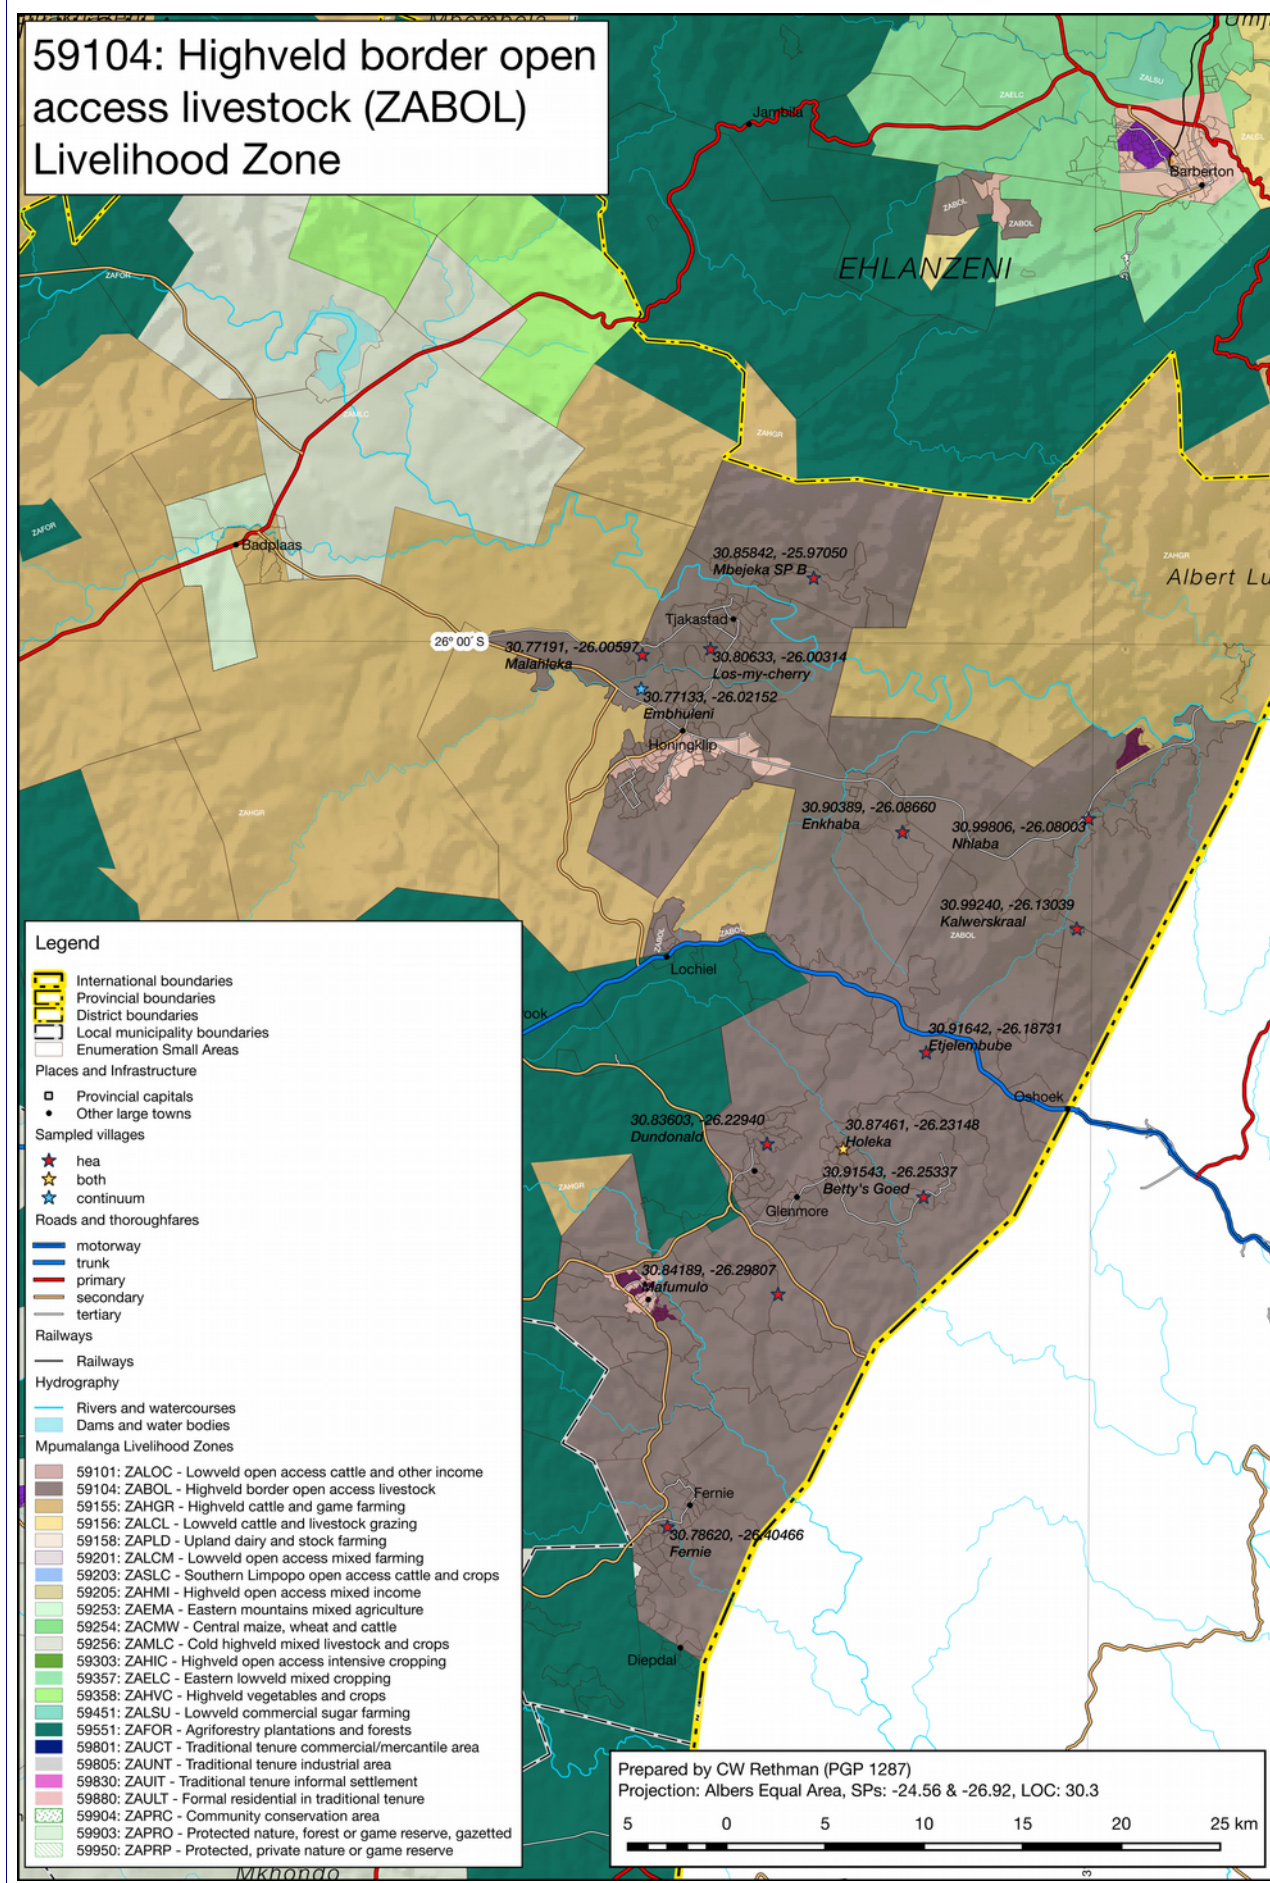 59104: Highveld border open
access livestock (ZABOL)
Livelihood Zone
Jambila
ZAELC
ZALSU
ZALCL
Barberton
ZABOL
ZABOL
EHLANZENI
ZAFOR
ZAMLC
ZAHGR
ZAFOR
Badplaas
ZAHGR
Albert Lu
30.85842, -25.97050
Mbejeka SP B
Tjakastad
26° 00' S
30.77191, -26.00597
Malahleka
30.80633, -26.00314
Los-my-cherry
30.77133, -26.02152
Embhuleni
Honingklip
ZAHGR
30.90389, -26.08660
Enkhaba
30.99806, -26.08003
Nhlaba
30.99240, -26.13039
Kalwerskraal
ZABOL
ZABOL
ZABOL
Lochiel
ook
30.91642, -26.18731
Etjelembube
Oshoek
30.83603, -26.22940
Dundonald
30.87461, -26.23148
Holeka
30.91543, -26.25337
Betty's Goed
ZAHGR
Glenmore
30.84189, -26.29807
Mafumulo
Fernie
30.78620, -26.40466
Fernie
Diepdal
Mkhondo
Legend
International boundaries
Provincial boundaries
District boundaries
Local municipality boundaries
Enumeration Small Areas
Places and Infrastructure
Provincial capitals
Other large towns
Sampled villages
hea
both
continuum
Roads and thoroughfares
motorway
trunk
primary
secondary
tertiary
Railways
Railways
Hydrography
Rivers and watercourses
Dams and water bodies
Mpumalanga Livelihood Zones
59101: ZALOC - Lowveld open access cattle and other income
59104: ZABOL - Highveld border open access livestock
59155: ZAHGR - Highveld cattle and game farming
59156: ZALCL - Lowveld cattle and livestock grazing
59158: ZAPLD - Upland dairy and stock farming
59201: ZALCM - Lowveld open access mixed farming
59203: ZASLC - Southern Limpopo open access cattle and crops
59205: ZAHMI - Highveld open access mixed income
59253: ZAEMA - Eastern mountains mixed agriculture
59254: ZACMW - Central maize, wheat and cattle
59256: ZAMLC - Cold highveld mixed livestock and crops
59303: ZAHIC - Highveld open access intensive cropping
59357: ZAELC - Eastern lowveld mixed cropping
59358: ZAHVC - Highveld vegetables and crops
59451: ZALSU - Lowveld commercial sugar farming
59551: ZAFOR - Agriforestry plantations and forests
59801: ZAUCT - Traditional tenure commercial/mercantile area
59805: ZAUNT - Traditional tenure industrial area
59830: ZAUIT - Traditional tenure informal settlement
59880: ZAULT - Formal residential in traditional tenure
59904: ZAPRC - Community conservation area
59903: ZAPRO - Protected nature, forest or game reserve, gazetted
59950: ZAPRP - Protected, private nature or game reserve
Prepared by CW Rethman (PGP 1287)
Projection: Albers Equal Area, SPs: -24.56 & -26.92, LOC: 30.3
5 0 5 10 15 20 25 km